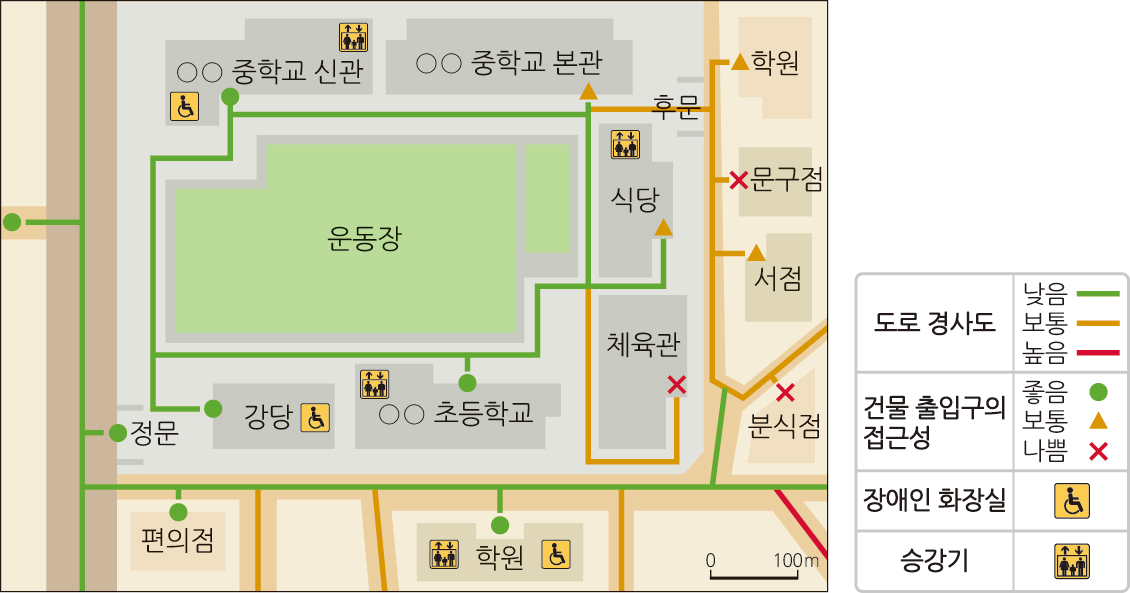 ○○ 중학교 신관
○○ 중학교 본관
학원
후문
문구점
식당
운동장
서점
체육관
강당
○○ 초등학교
정문
분식점
편의점
학원
0 100m
도로 경사도
낮음
보통
높음
건물 출입구의
접근성
좋음
보통
나쁨
장애인 화장실
승강기